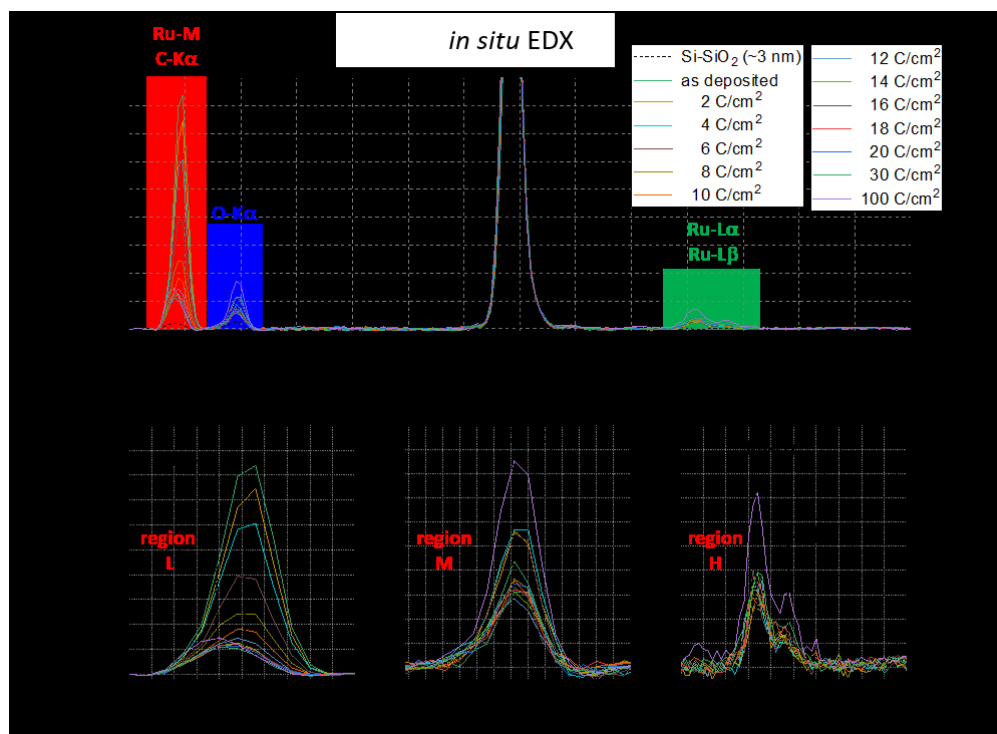 in situ EDX
Ru-M
C-Kα
O-Kα
Ru-Lα
Ru-Lβ
Si-SiO₂ (~3 nm)
as deposited
2 C/cm²
4 C/cm²
6 C/cm²
8 C/cm²
10 C/cm²
12 C/cm²
14 C/cm²
16 C/cm²
18 C/cm²
20 C/cm²
30 C/cm²
100 C/cm²
region
L
region
M
region
H